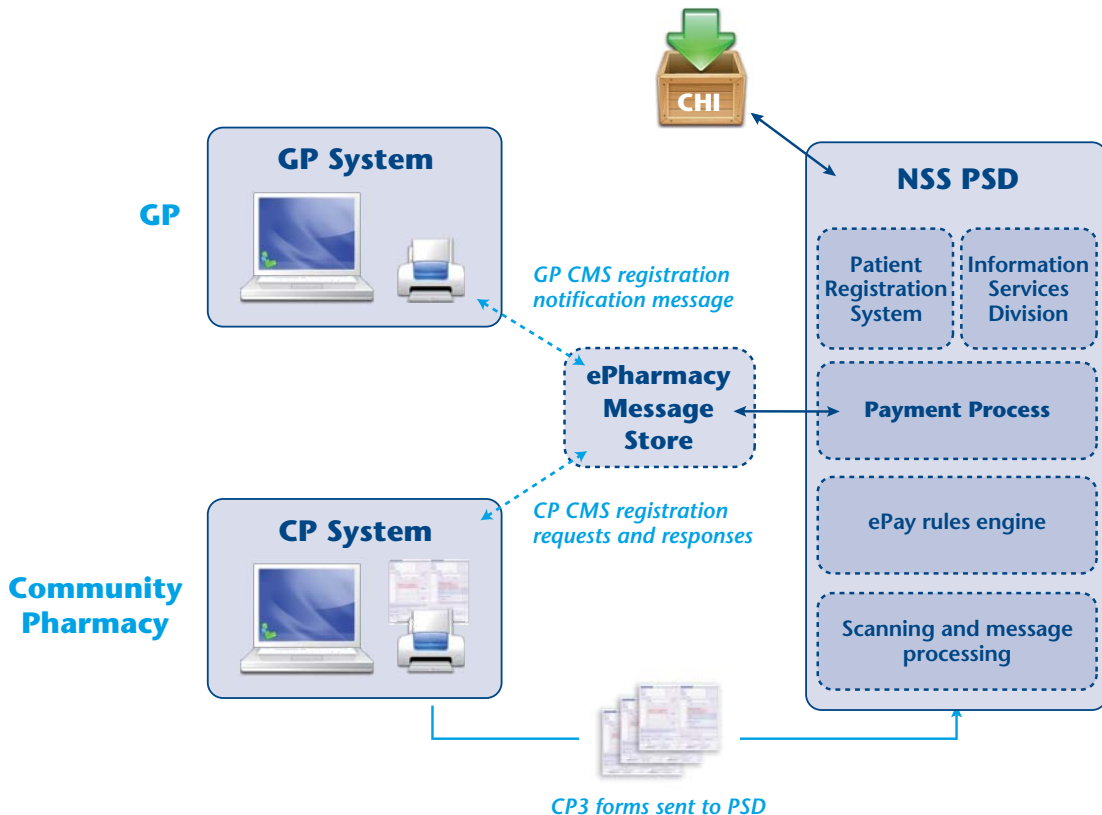 CHI
GP System
GP
GP CMS registration
notification message
ePharmacy
Message
Store
CP CMS registration
requests and responses
CP System
Community
Pharmacy
CP3 forms sent to PSD
NSS PSD
Patient
Registration
System
Information
Services
Division
Payment Process
ePay rules engine
Scanning and message
processing